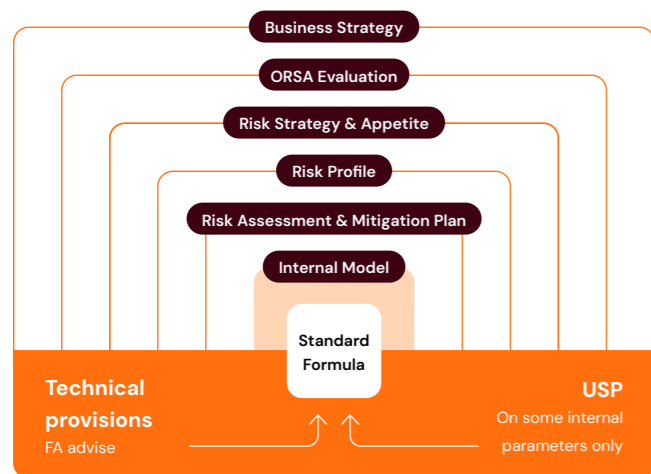 Business Strategy
ORSA Evaluation
Risk Strategy & Appetite
Risk Profile
Risk Assessment & Mitigation Plan
Internal Model
Standard
Formula
Technical
provisions
FA advise
USP
On some internal
parameters only